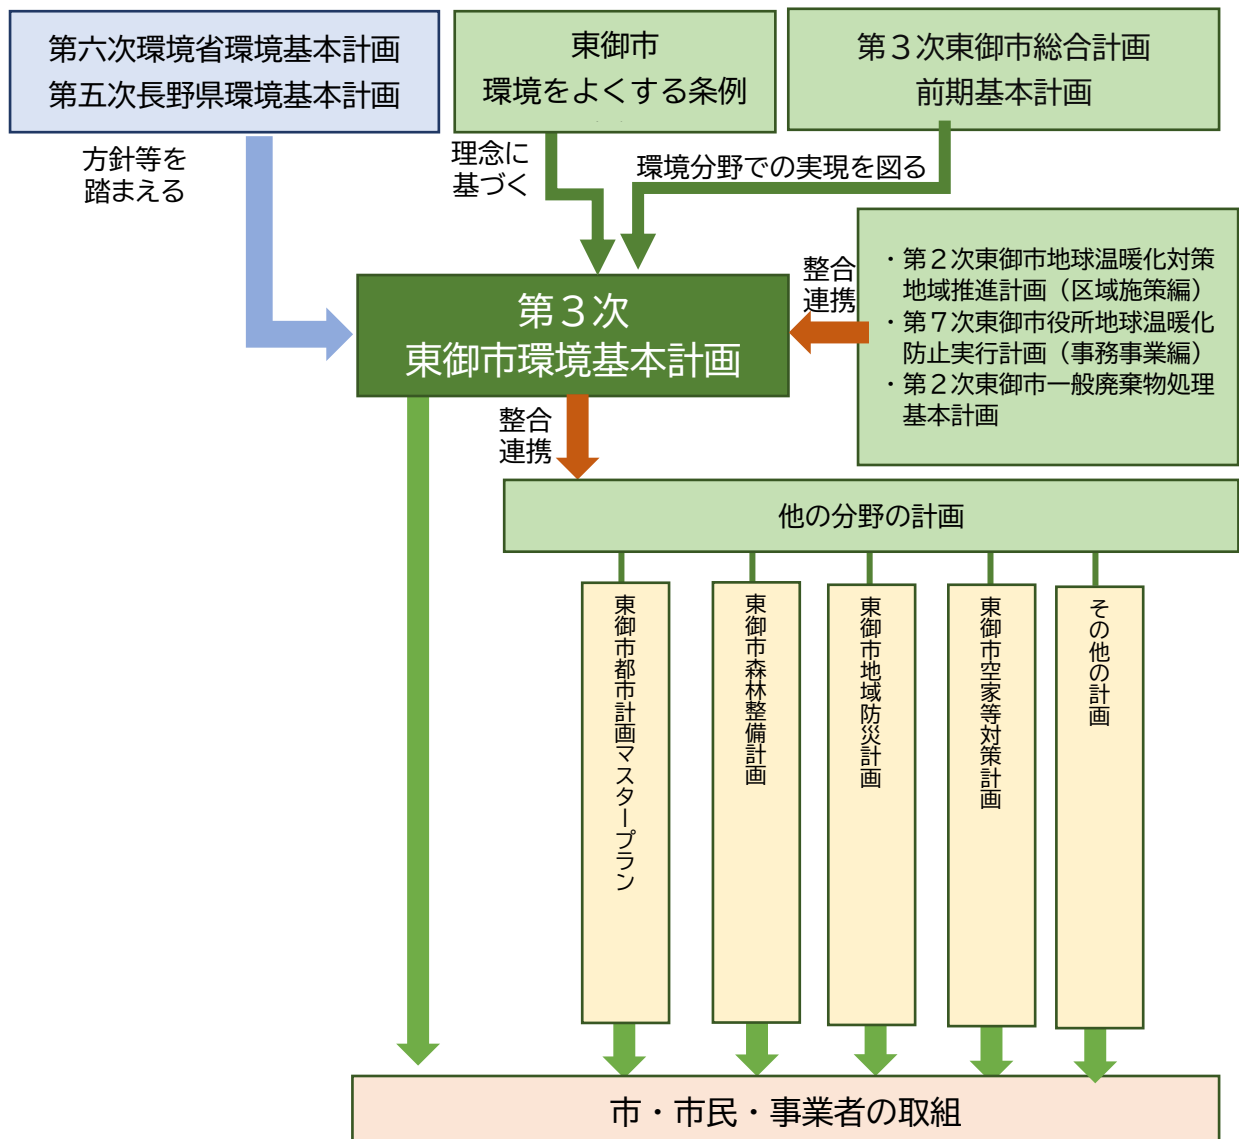 第六次環境省環境基本計画
第五次長野県環境基本計画
東御市
環境をよくする条例
第３次東御市総合計画
前期基本計画
方針等を
踏まえる
理念に
基づく
環境分野での実現を図る
第３次
東御市環境基本計画
整合
連携
・第２次東御市地球温暖化対策
地域推進計画（区域施策編）
・第７次東御市役所地球温暖化
防止実行計画（事務事業編）
・第２次東御市一般廃棄物処理
基本計画
整合
連携
他の分野の計画
東御市都市計画マスタープラン
東御市森林整備計画
東御市地域防災計画
東御市空家等対策計画
その他の計画
市・市民・事業者の取組